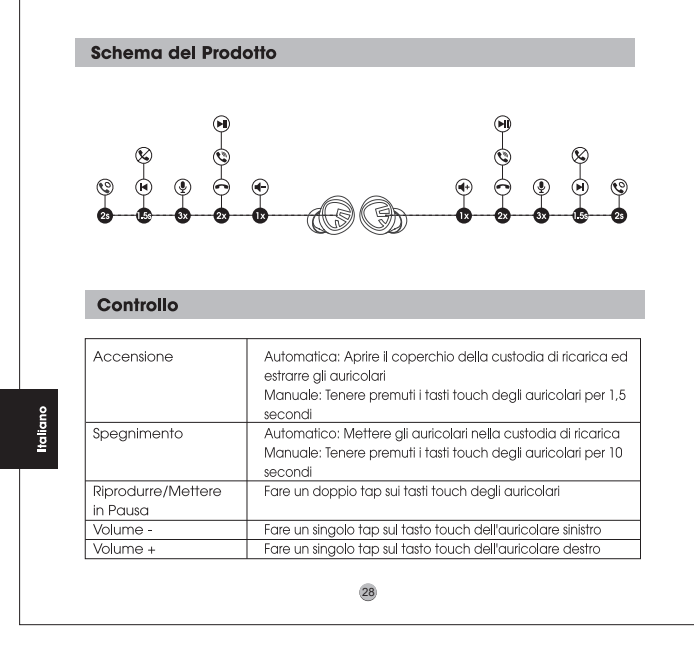 Schema del Prodotto
2s 1.5s 3x 2x 1x 1x 2x 3x 1.5s 2s
Controllo
Accensione Automatica: Aprire il coperchio della custodia di ricarica ed
estrarre gli auricolari
Manuale: Tenere premuti i tasti touch degli auricolari per 1,5
secondi
Spegnimento Automatico: Mettere gli auricolari nella custodia di ricarica
Manuale: Tenere premuti i tasti touch degli auricolari per 10
secondi
Riprodurre/Mettere Fare un doppio tap sui tasti touch degli auricolari
in Pausa
Volume - Fare un singolo tap sul tasto touch dell'auricolare sinistro
Volume + Fare un singolo tap sul tasto touch dell'auricolare destro
Italiano
28